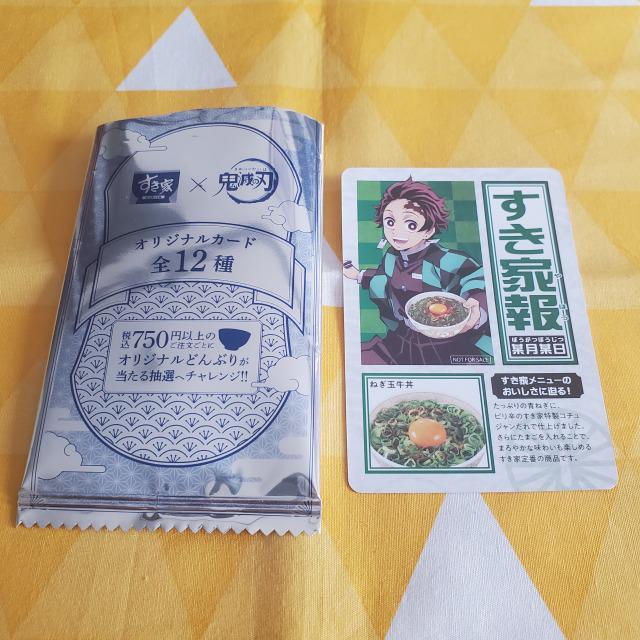 すき家 × 鬼滅の刃
オリジナルカード
全12種
税込750円以上の
ご注文ごとに
オリジナルどんぶりが
当たる抽選へチャレンジ!!
すき家報
ぼうがつぼうじつ
某月某日
NOT FOR SALE
ねぎ玉牛丼
すき家メニューの
おいしさに迫る!
たっぷりの青ねぎに、
ピリ辛のすき家特製コチュ
ジャンだれで仕上げました。
さらにたまごを入れることで、
まろやかな味わいも楽しめる
すき家定番の商品です。